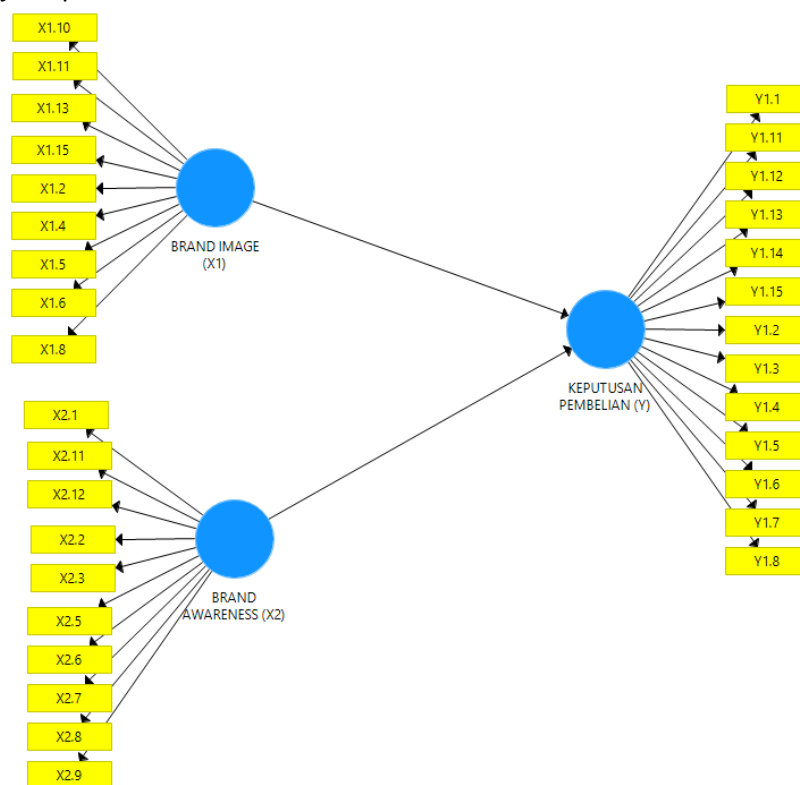 X1.10
X1.11
X1.13
X1.15
X1.2
X1.4
X1.5
X1.6
X1.8
BRAND IMAGE
(X1)
X2.1
X2.11
X2.12
X2.2
X2.3
X2.5
X2.6
X2.7
X2.8
X2.9
BRAND
AWARENESS (X2)
KEPUTUSAN
PEMBELIAN (Y)
Y1.1
Y1.11
Y1.12
Y1.13
Y1.14
Y1.15
Y1.2
Y1.3
Y1.4
Y1.5
Y1.6
Y1.7
Y1.8